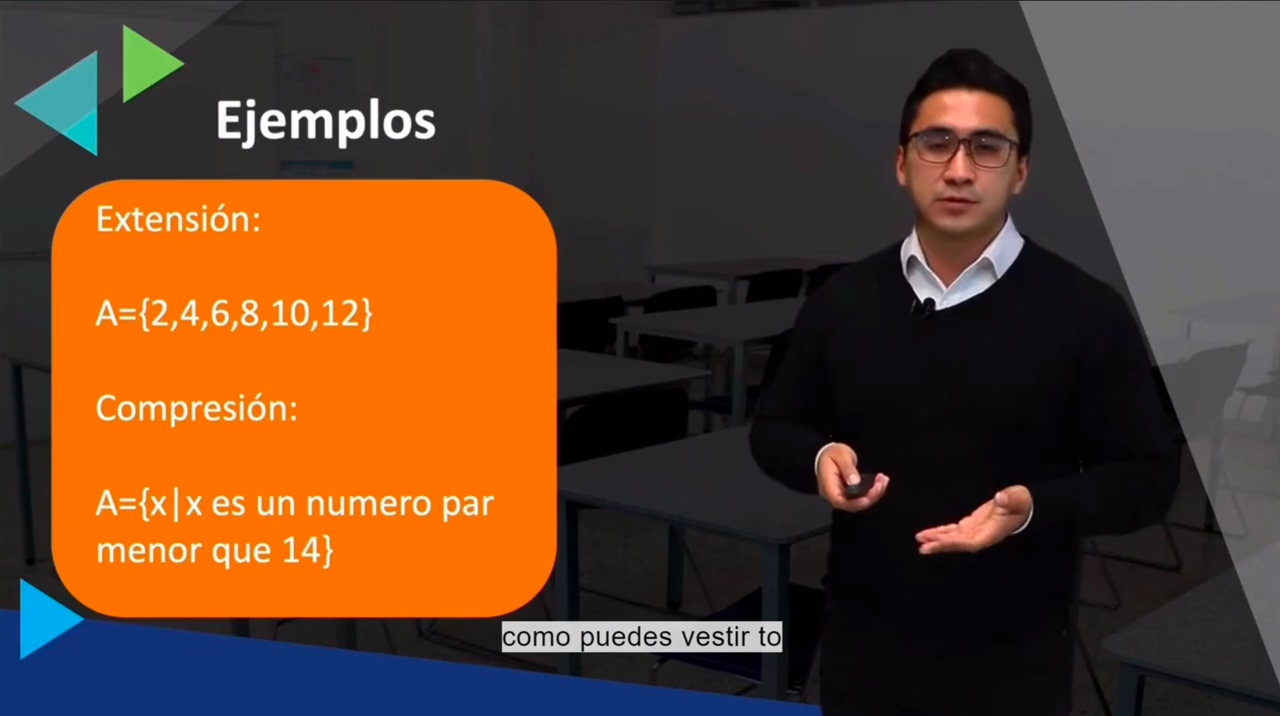 Ejemplos
Extensión:
A={2,4,6,8,10,12}
Compresión:
A={x|x es un numero par
menor que 14}
como puedes vestir to